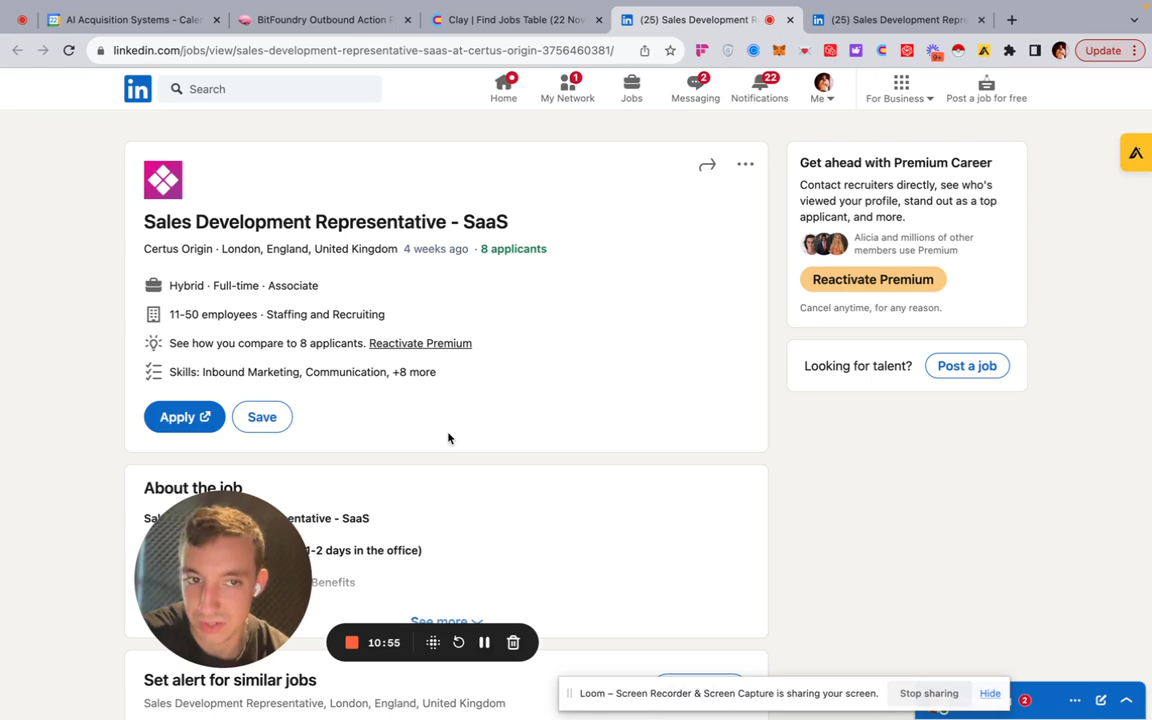 AI Acquisition Systems - Cale
BitFoundry Outbound Action P
Clay | Find Jobs Table (22 Nov
(25) Sales Development R
(25) Sales Development Repre
linkedin.com/jobs/view/sales-development-representative-saas-at-certus-origin-3756460381/
9+
Update
in
Search
Home
1
My Network
Jobs
2
Messaging
22
Notifications
Me
For Business
Post a job for free
Sales Development Representative - SaaS
Certus Origin · London, England, United Kingdom 4 weeks ago · 8 applicants
Hybrid · Full-time · Associate
11-50 employees · Staffing and Recruiting
See how you compare to 8 applicants. Reactivate Premium
Skills: Inbound Marketing, Communication, +8 more
Apply
Save
About the job
entative - SaaS
1-2 days in the office)
Benefits
See more
Set alert for similar jobs
Sales Development Representative, London, England, United Kingdom
Get ahead with Premium Career
Contact recruiters directly, see who's
viewed your profile, stand out as a top
applicant, and more.
Alicia and millions of other
members use Premium
Reactivate Premium
Cancel anytime, for any reason.
Looking for talent?
Post a job
10:55
Loom – Screen Recorder & Screen Capture is sharing your screen.
Stop sharing
Hide
2